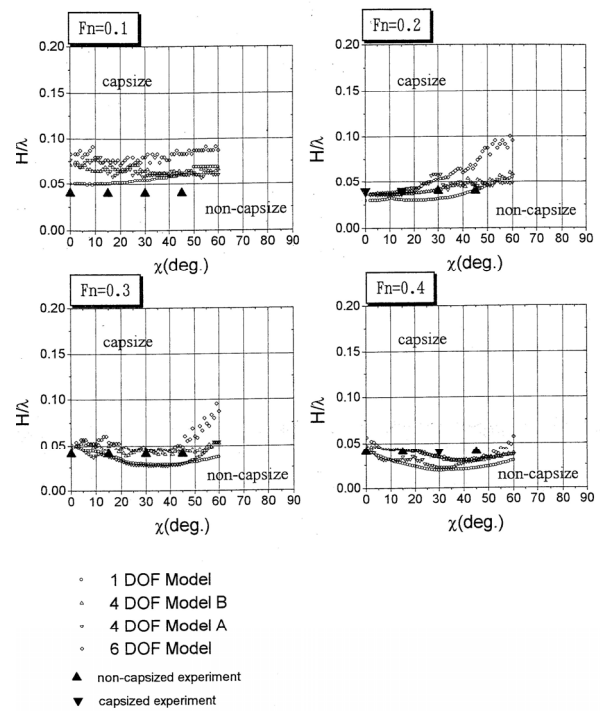 Fn=0.1
0.20
0.15
0.10
0.05
0.00
H/λ
capsize
non-capsize
0 10 20 30 40 50 60 70 80 90
χ(deg.)
Fn=0.2
0.20
0.15
0.10
0.05
0.00
H/λ
capsize
non-capsize
0 10 20 30 40 50 60 70 80 90
χ(deg.)
Fn=0.3
0.20
0.15
0.10
0.05
0.00
H/λ
capsize
non-capsize
0 10 20 30 40 50 60 70 80 90
χ(deg.)
Fn=0.4
0.20
0.15
0.10
0.05
0.00
H/λ
capsize
non-capsize
0 10 20 30 40 50 60 70 80 90
χ(deg.)
1 DOF Model
4 DOF Model B
4 DOF Model A
6 DOF Model
non-capsized experiment
capsized experiment